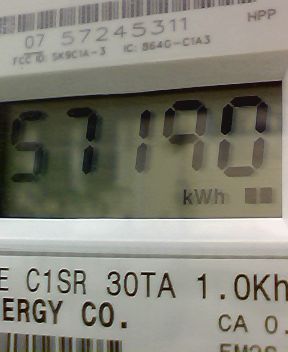 HPP
07 57245311
FCC ID: SK9C1A-3 IC: 864G-C1A3
57190
kWh
E C1SR 30TA 1.0Kh
NERGY CO.
CA 0.